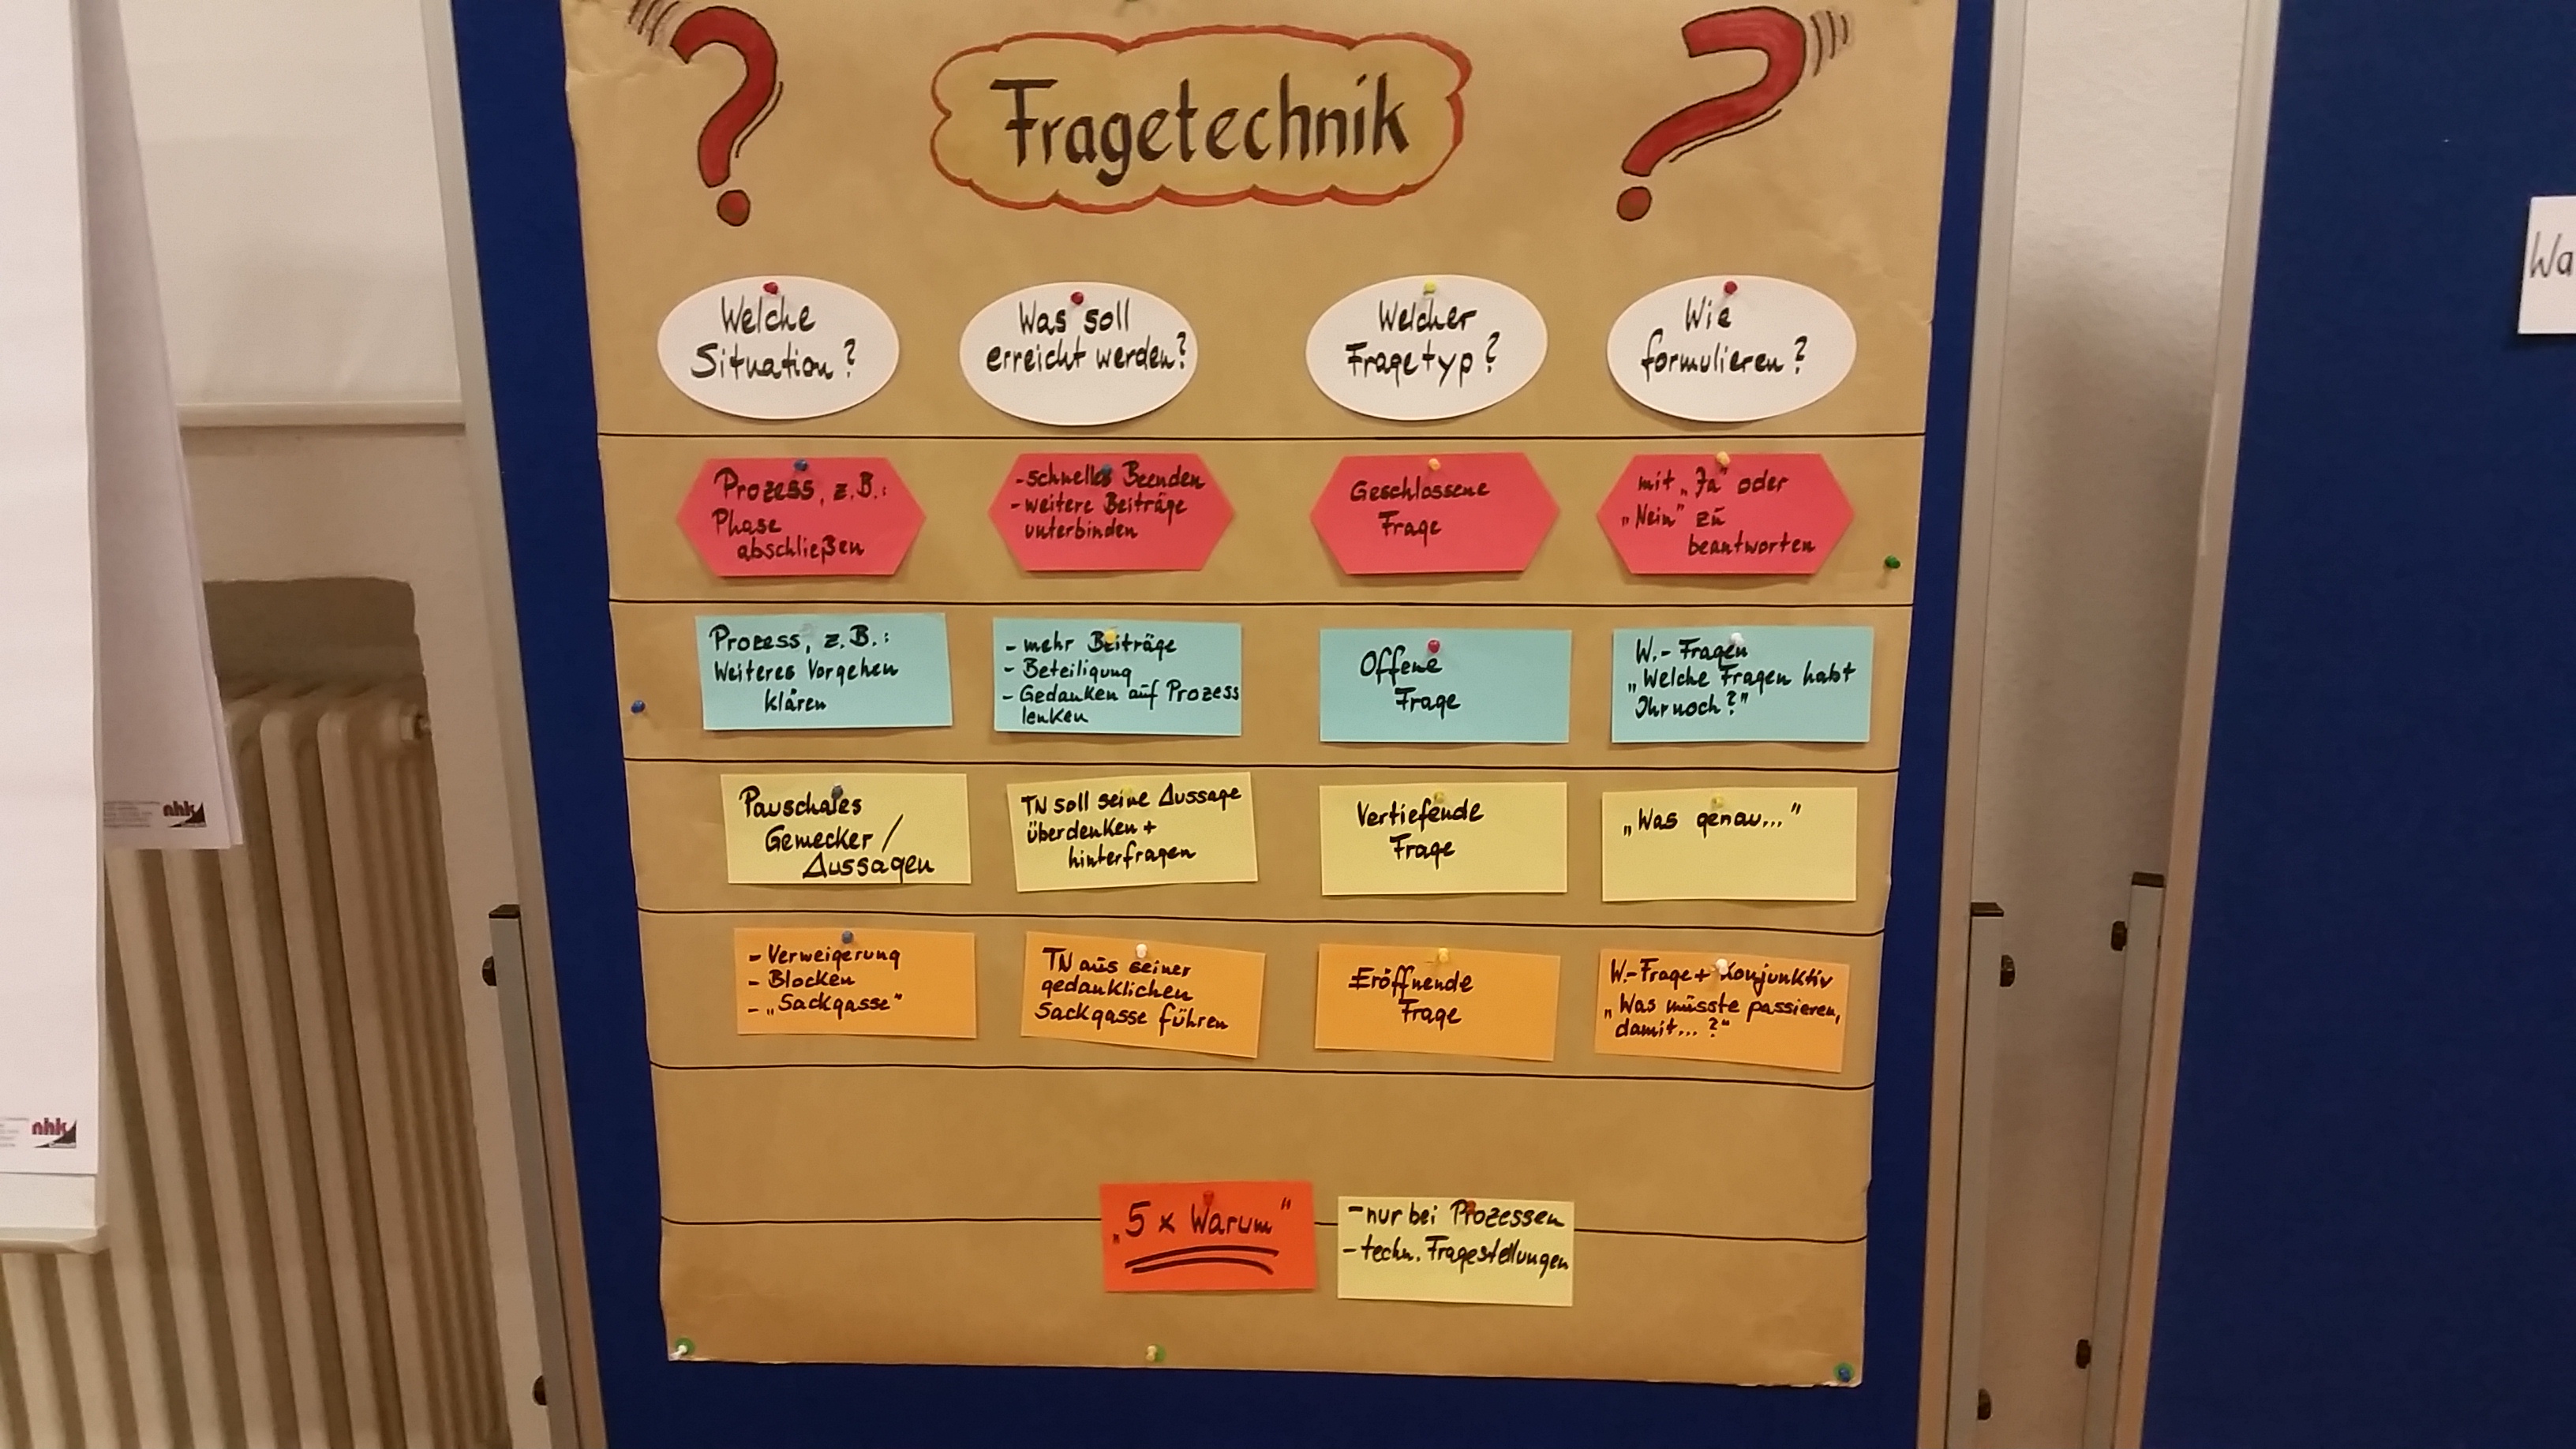 Fragetechnik
Welche
Situation?
Was soll
erreicht werden?
Welcher
Fragetyp?
Wie
formulieren?
Prozess, z.B.:
Phase
abschließen
- schnelles Beenden
- weitere Beiträge
unterbinden
Geschlossene
Frage
mit „Ja" oder
„Nein" zu
beantworten
Prozess, z.B.:
Weiteres Vorgehen
klären
- mehr Beiträge
- Beteiligung
- Gedanken auf Prozess
lenken
Offene
Frage
W.- Fragen
„Welche Fragen habt
Ihr noch?"
Pauschales
Gemecker /
Aussagen
TN soll seine Aussage
überdenken +
hinterfragen
Vertiefende
Frage
„Was genau..."
- Verweigerung
- Blocken
- „Sackgasse"
TN aus seiner
gedanklichen
Sackgasse führen
Eröffnende
Frage
W.-Frage + Konjunktiv
„Was müsste passieren,
damit... ?"
„5 x Warum"
- nur bei Prozessen
- techn. Fragestellungen
Wa
nhk
nhk